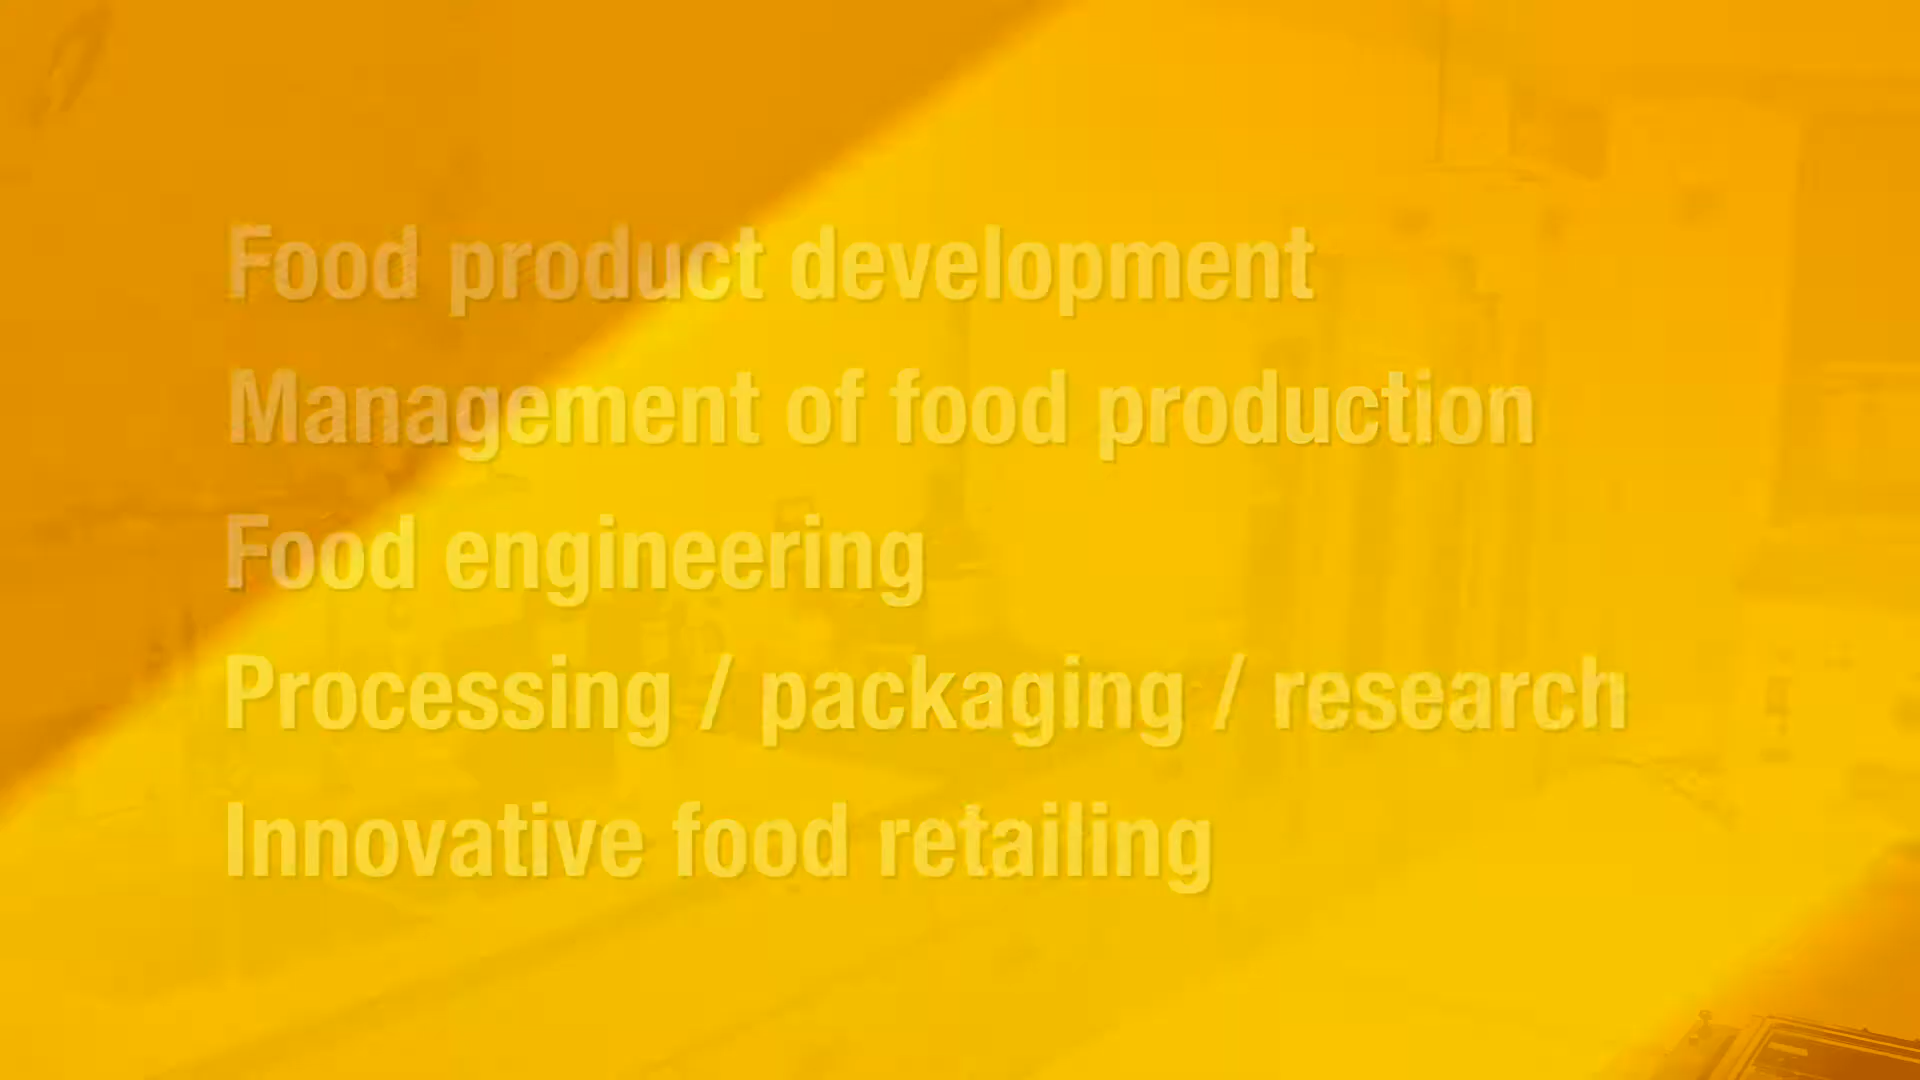 Food product development
Management of food production
Food engineering
Processing / packaging / research
Innovative food retailing